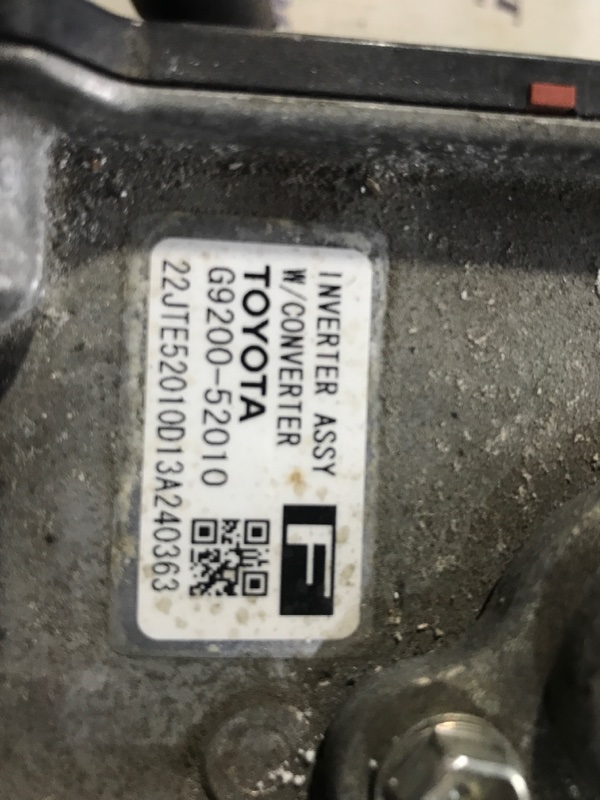 INVERTER ASSY
W/CONVERTER
TOYOTA
G9200-52010
22JTE52010D13A240363
F